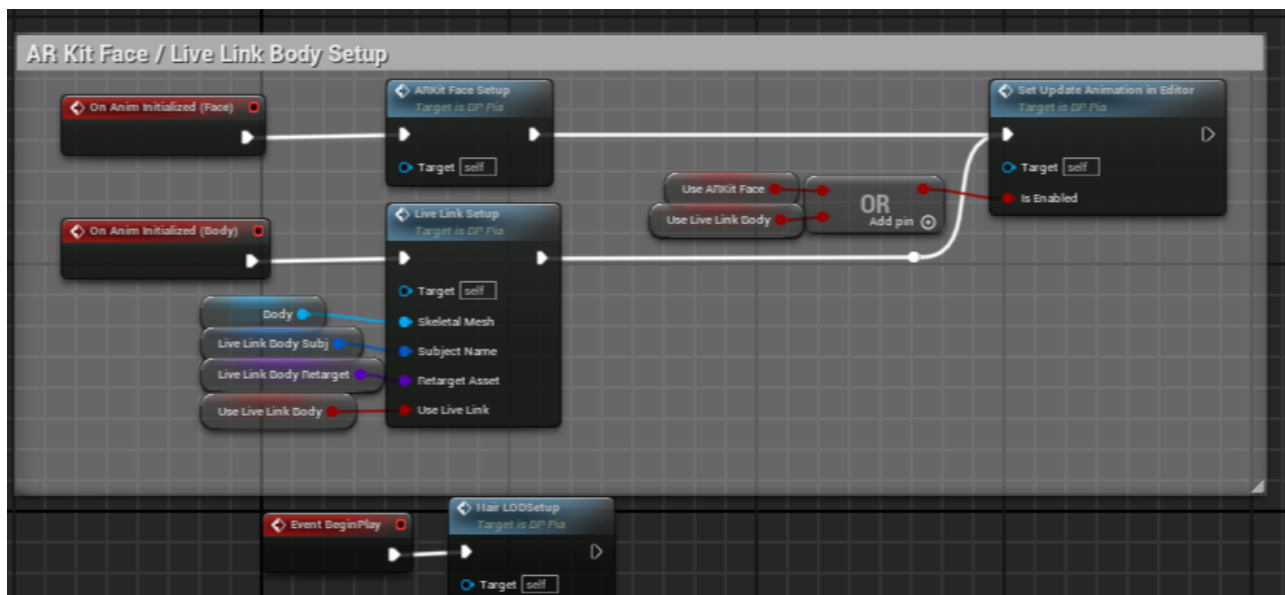 AR Kit Face / Live Link Body Setup
On Anim Initialized (Face)
ARKit Face Setup
Target is BP Pia
Target self
Set Update Animation in Editor
Target is BP Pia
Target self
Is Enabled
Use ARKit Face
Use Live Link Body
OR
Add pin
On Anim Initialized (Body)
Live Link Setup
Target is BP Pia
Target self
Skeletal Mesh
Subject Name
Retarget Asset
Use Live Link
Body
Live Link Body Subj
Live Link Body Retarget
Use Live Link Body
Event BeginPlay
Hair LODSetup
Target is BP Pia
Target self